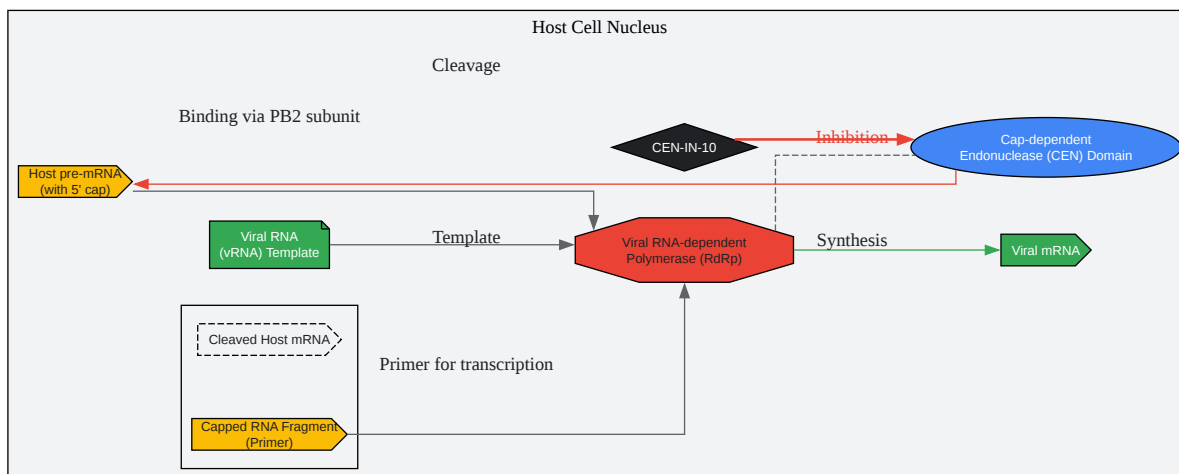 Host Cell Nucleus
Cleavage
Binding via PB2 subunit
CEN-IN-10
Inhibition
Cap-dependent
Endonuclease (CEN) Domain
Host pre-mRNA
(with 5' cap)
Viral RNA
(vRNA) Template
Template
Viral RNA-dependent
Polymerase (RdRp)
Synthesis
Viral mRNA
Cleaved Host mRNA
Primer for transcription
Capped RNA Fragment
(Primer)